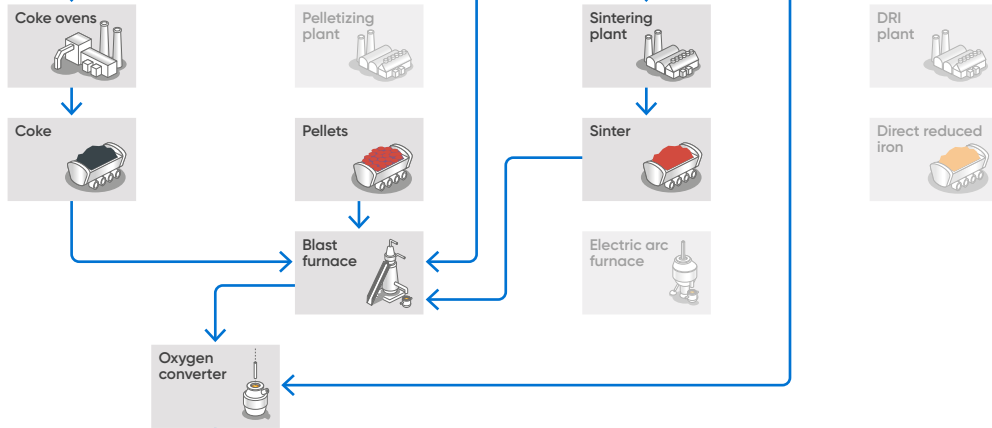 Coke ovens
Pelletizing
plant
Sintering
plant
DRI
plant
Coke
Pellets
Sinter
Direct reduced
iron
Blast
furnace
Electric arc
furnace
Oxygen
converter